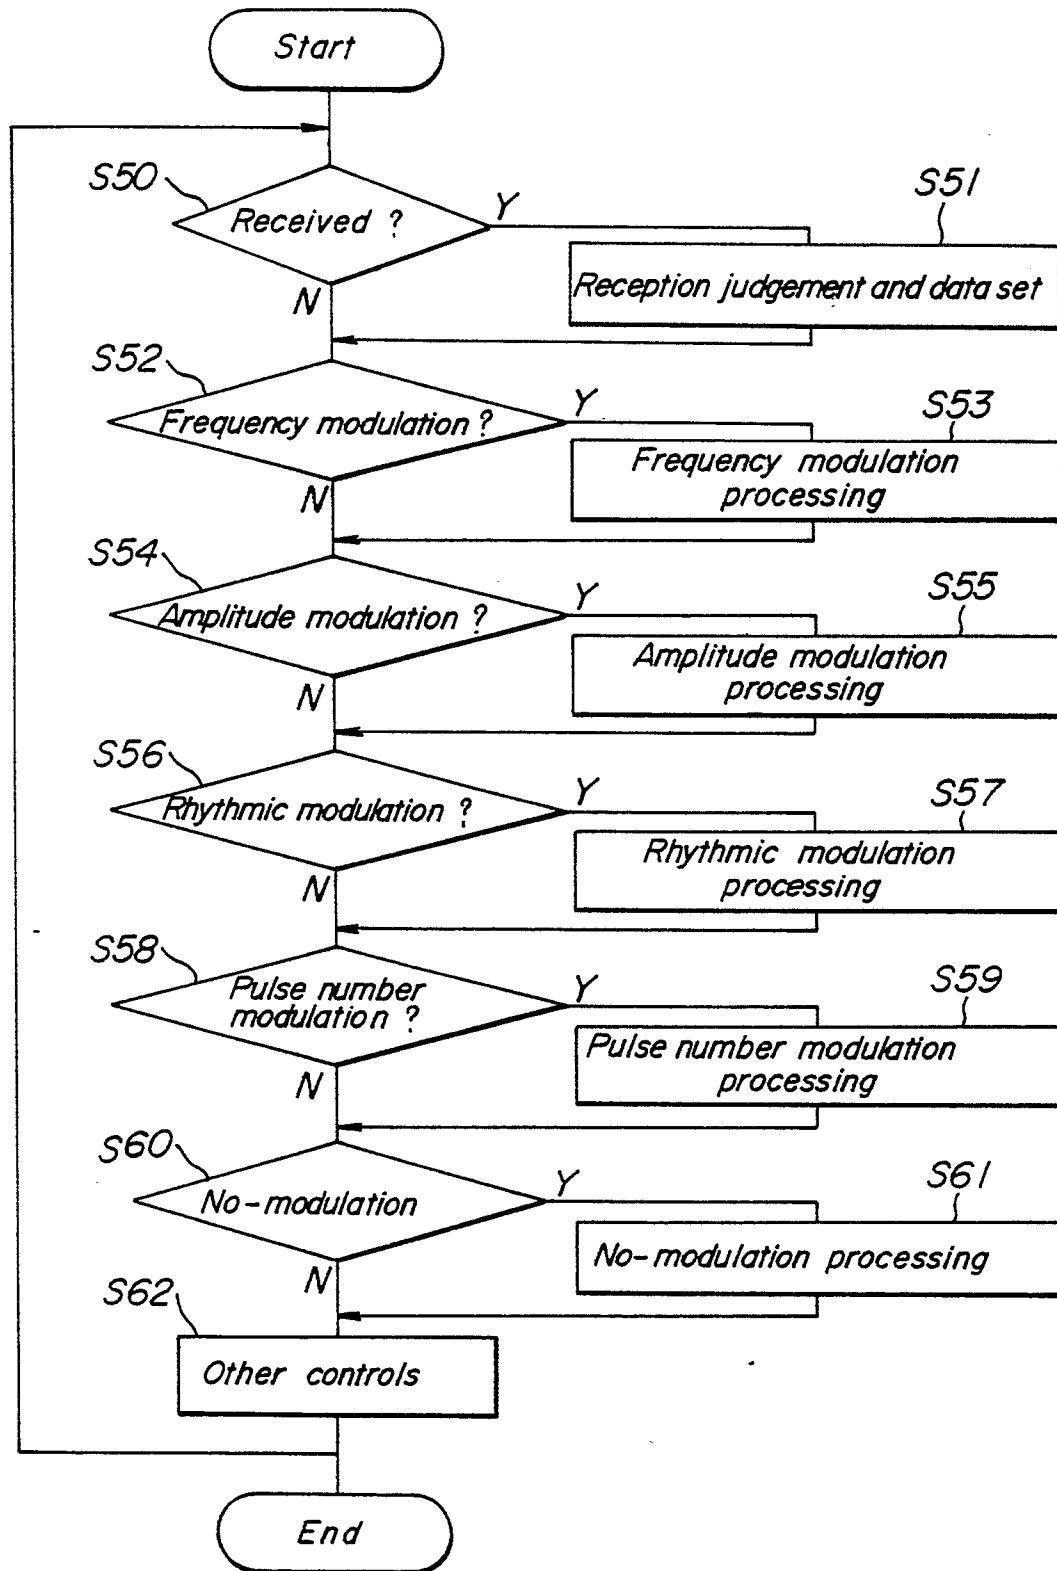 Start
S50
Received ?
Y
N
S51
Reception judgement and data set
S52
Frequency modulation ?
Y
N
S53
Frequency modulation
processing
S54
Amplitude modulation ?
Y
N
S55
Amplitude modulation
processing
S56
Rhythmic modulation ?
Y
N
S57
Rhythmic modulation
processing
S58
Pulse number
modulation ?
Y
N
S59
Pulse number modulation
processing
S60
No-modulation
Y
N
S61
No-modulation processing
S62
Other controls
End